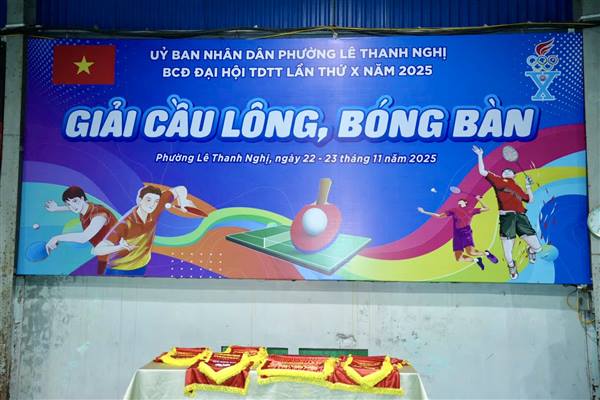 UỶ BAN NHÂN DÂN PHƯỜNG LÊ THANH NGHỊ
BCĐ ĐẠI HỘI TDTT LẦN THỨ X NĂM 2025
GIẢI CẦU LÔNG, BÓNG BÀN
Phường Lê Thanh Nghị, ngày 22 - 23 tháng 11 năm 2025
X